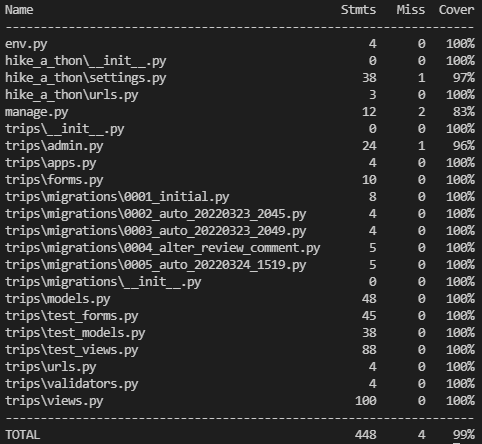 Name Stmts Miss Cover
----------------------------------------------------------------
env.py 4 0 100%
hike_a_thon\__init__.py 0 0 100%
hike_a_thon\settings.py 38 1 97%
hike_a_thon\urls.py 3 0 100%
manage.py 12 2 83%
trips\__init__.py 0 0 100%
trips\admin.py 24 1 96%
trips\apps.py 4 0 100%
trips\forms.py 10 0 100%
trips\migrations\0001_initial.py 8 0 100%
trips\migrations\0002_auto_20220323_2045.py 4 0 100%
trips\migrations\0003_auto_20220323_2049.py 4 0 100%
trips\migrations\0004_alter_review_comment.py 5 0 100%
trips\migrations\0005_auto_20220324_1519.py 5 0 100%
trips\migrations\__init__.py 0 0 100%
trips\models.py 48 0 100%
trips\test_forms.py 45 0 100%
trips\test_models.py 38 0 100%
trips\test_views.py 88 0 100%
trips\urls.py 4 0 100%
trips\validators.py 4 0 100%
trips\views.py 100 0 100%
----------------------------------------------------------------
TOTAL 448 4 99%